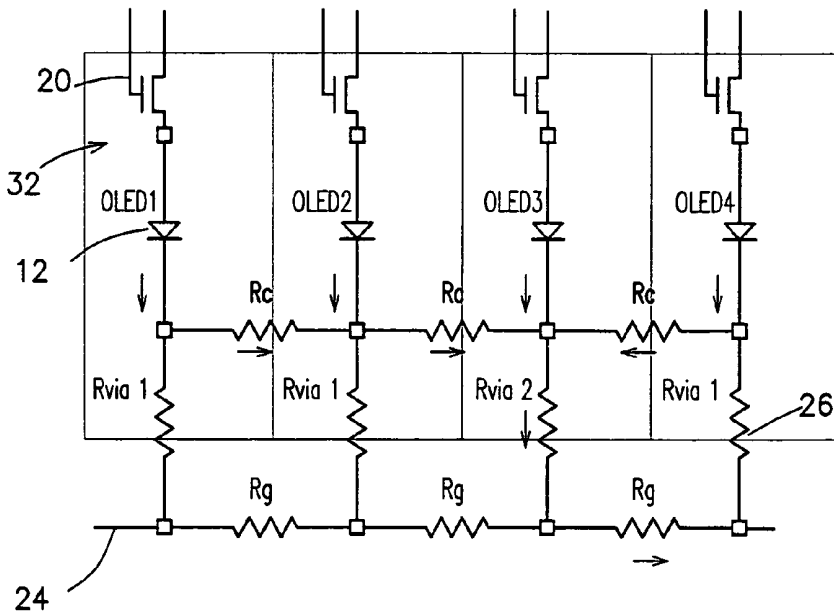 20
32
OLED1 OLED2 OLED3 OLED4
12
Rc Rc Rc
Rvia 1 Rvia 1 Rvia 2 Rvia 1
26
Rg Rg Rg
24